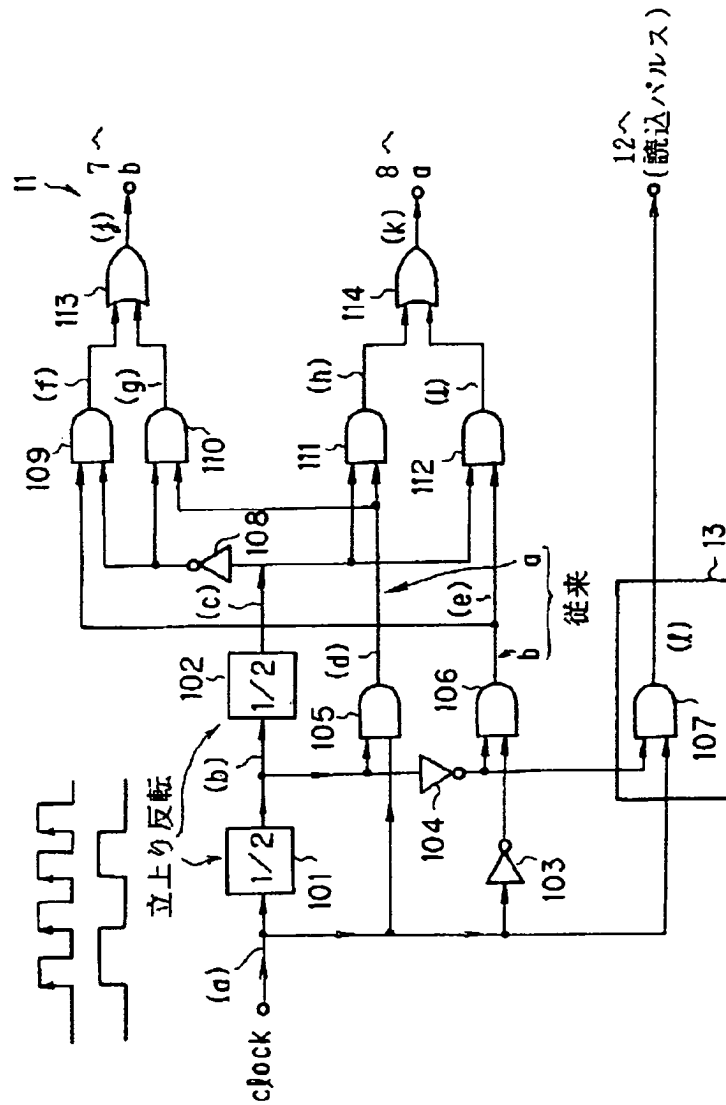 11
7へ
b
(j)
113
(f)
(g)
109
110
8へ
a
(k)
114
(h)
(i)
111
112
12へ
(読込パルス)
108
(c)
a
(e)
b
従来
(d)
102
1/2
105
106
13
(l)
107
立上り反転
(b)
1/2
101
104
103
(a)
clock